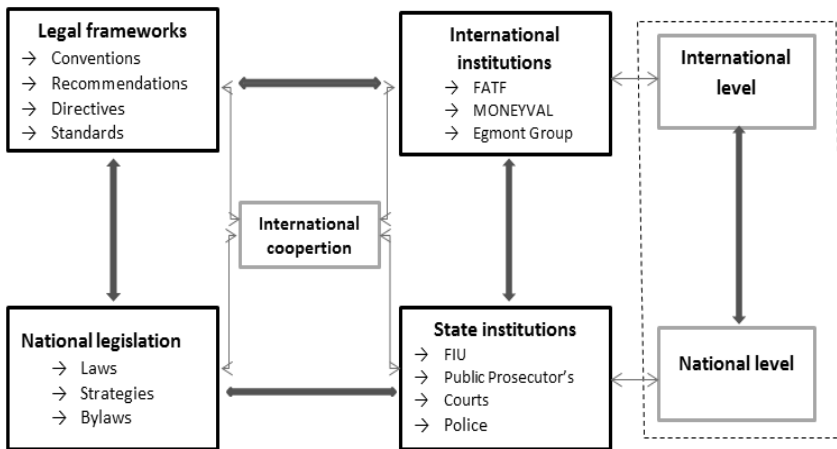 Legal frameworks
→ Conventions
→ Recommendations
→ Directives
→ Standards
International
institutions
→ FATF
→ MONEYVAL
→ Egmont Group
International
level
International
coopertion
National legislation
→ Laws
→ Strategies
→ Bylaws
State institutions
→ FIU
→ Public Prosecutor's
→ Courts
→ Police
National level